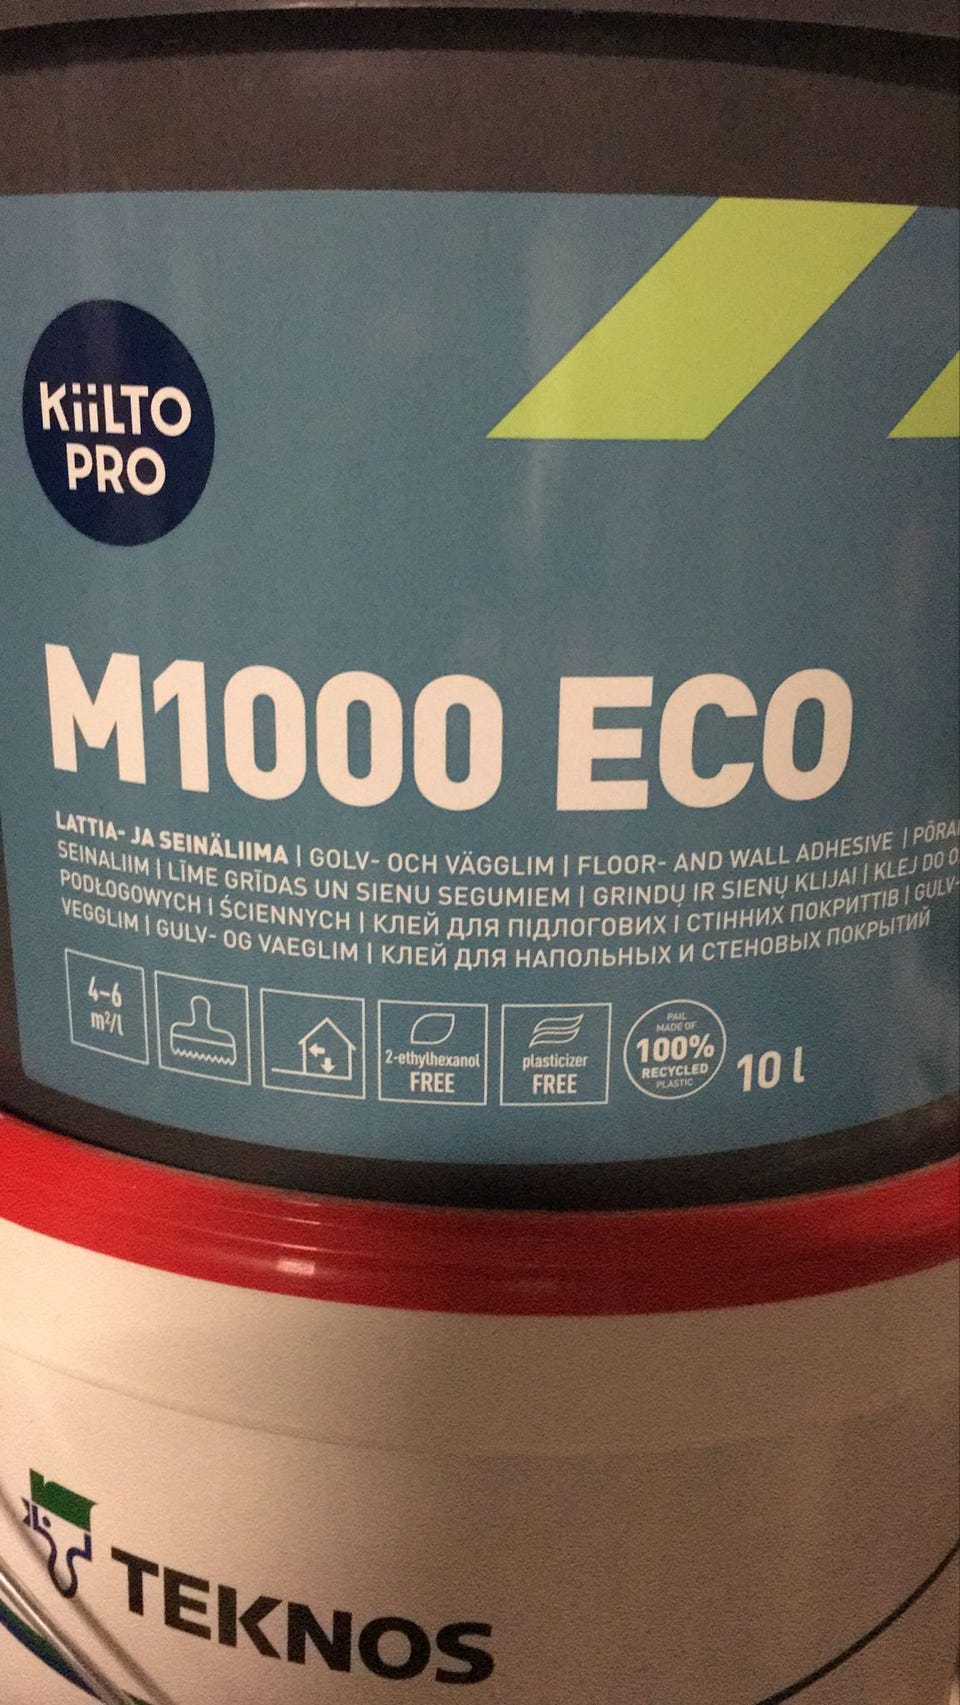 KiiLTO
PRO
M1000 ECO
LATTIA- JA SEINÄLIIMA | GOLV- OCH VÄGGLIM | FLOOR- AND WALL ADHESIVE |
SEINALIIM | LĪME GRĪDAS UN SIENU SEGUMIEM | GRINDŲ IR SIENŲ KLIJAI | KLEJ DO
PODŁOGOWYCH I ŚCIENNYCH | КЛЕЙ ДЛЯ ПІДЛОГОВИХ І СТІННИХ ПОКРИТТІВ | GULV-
VEGGLIM | GULV- OG VAEGLIM | КЛЕЙ ДЛЯ НАПОЛЬНЫХ И СТЕНОВЫХ ПОКРЫТИЙ
4-6
m²/l
2-ethylhexanol
FREE
plasticizer
FREE
PAIL
MADE OF
100%
RECYCLED
PLASTIC
10 l
TEKNOS